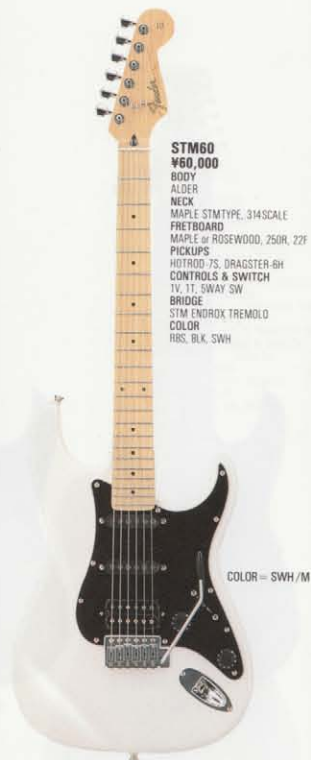 Fender
STM60
¥60,000
BODY
ALDER
NECK
MAPLE STMTYPE, 314SCALE
FRETBOARD
MAPLE or ROSEWOOD, 250R, 22F
PICKUPS
HOTROD-7S, DRAGSTER-6H
CONTROLS & SWITCH
1V, 1T, 5WAY SW
BRIDGE
STM ENDROX TREMOLO
COLOR
RBS, BLK, SWH
COLOR = SWH/M